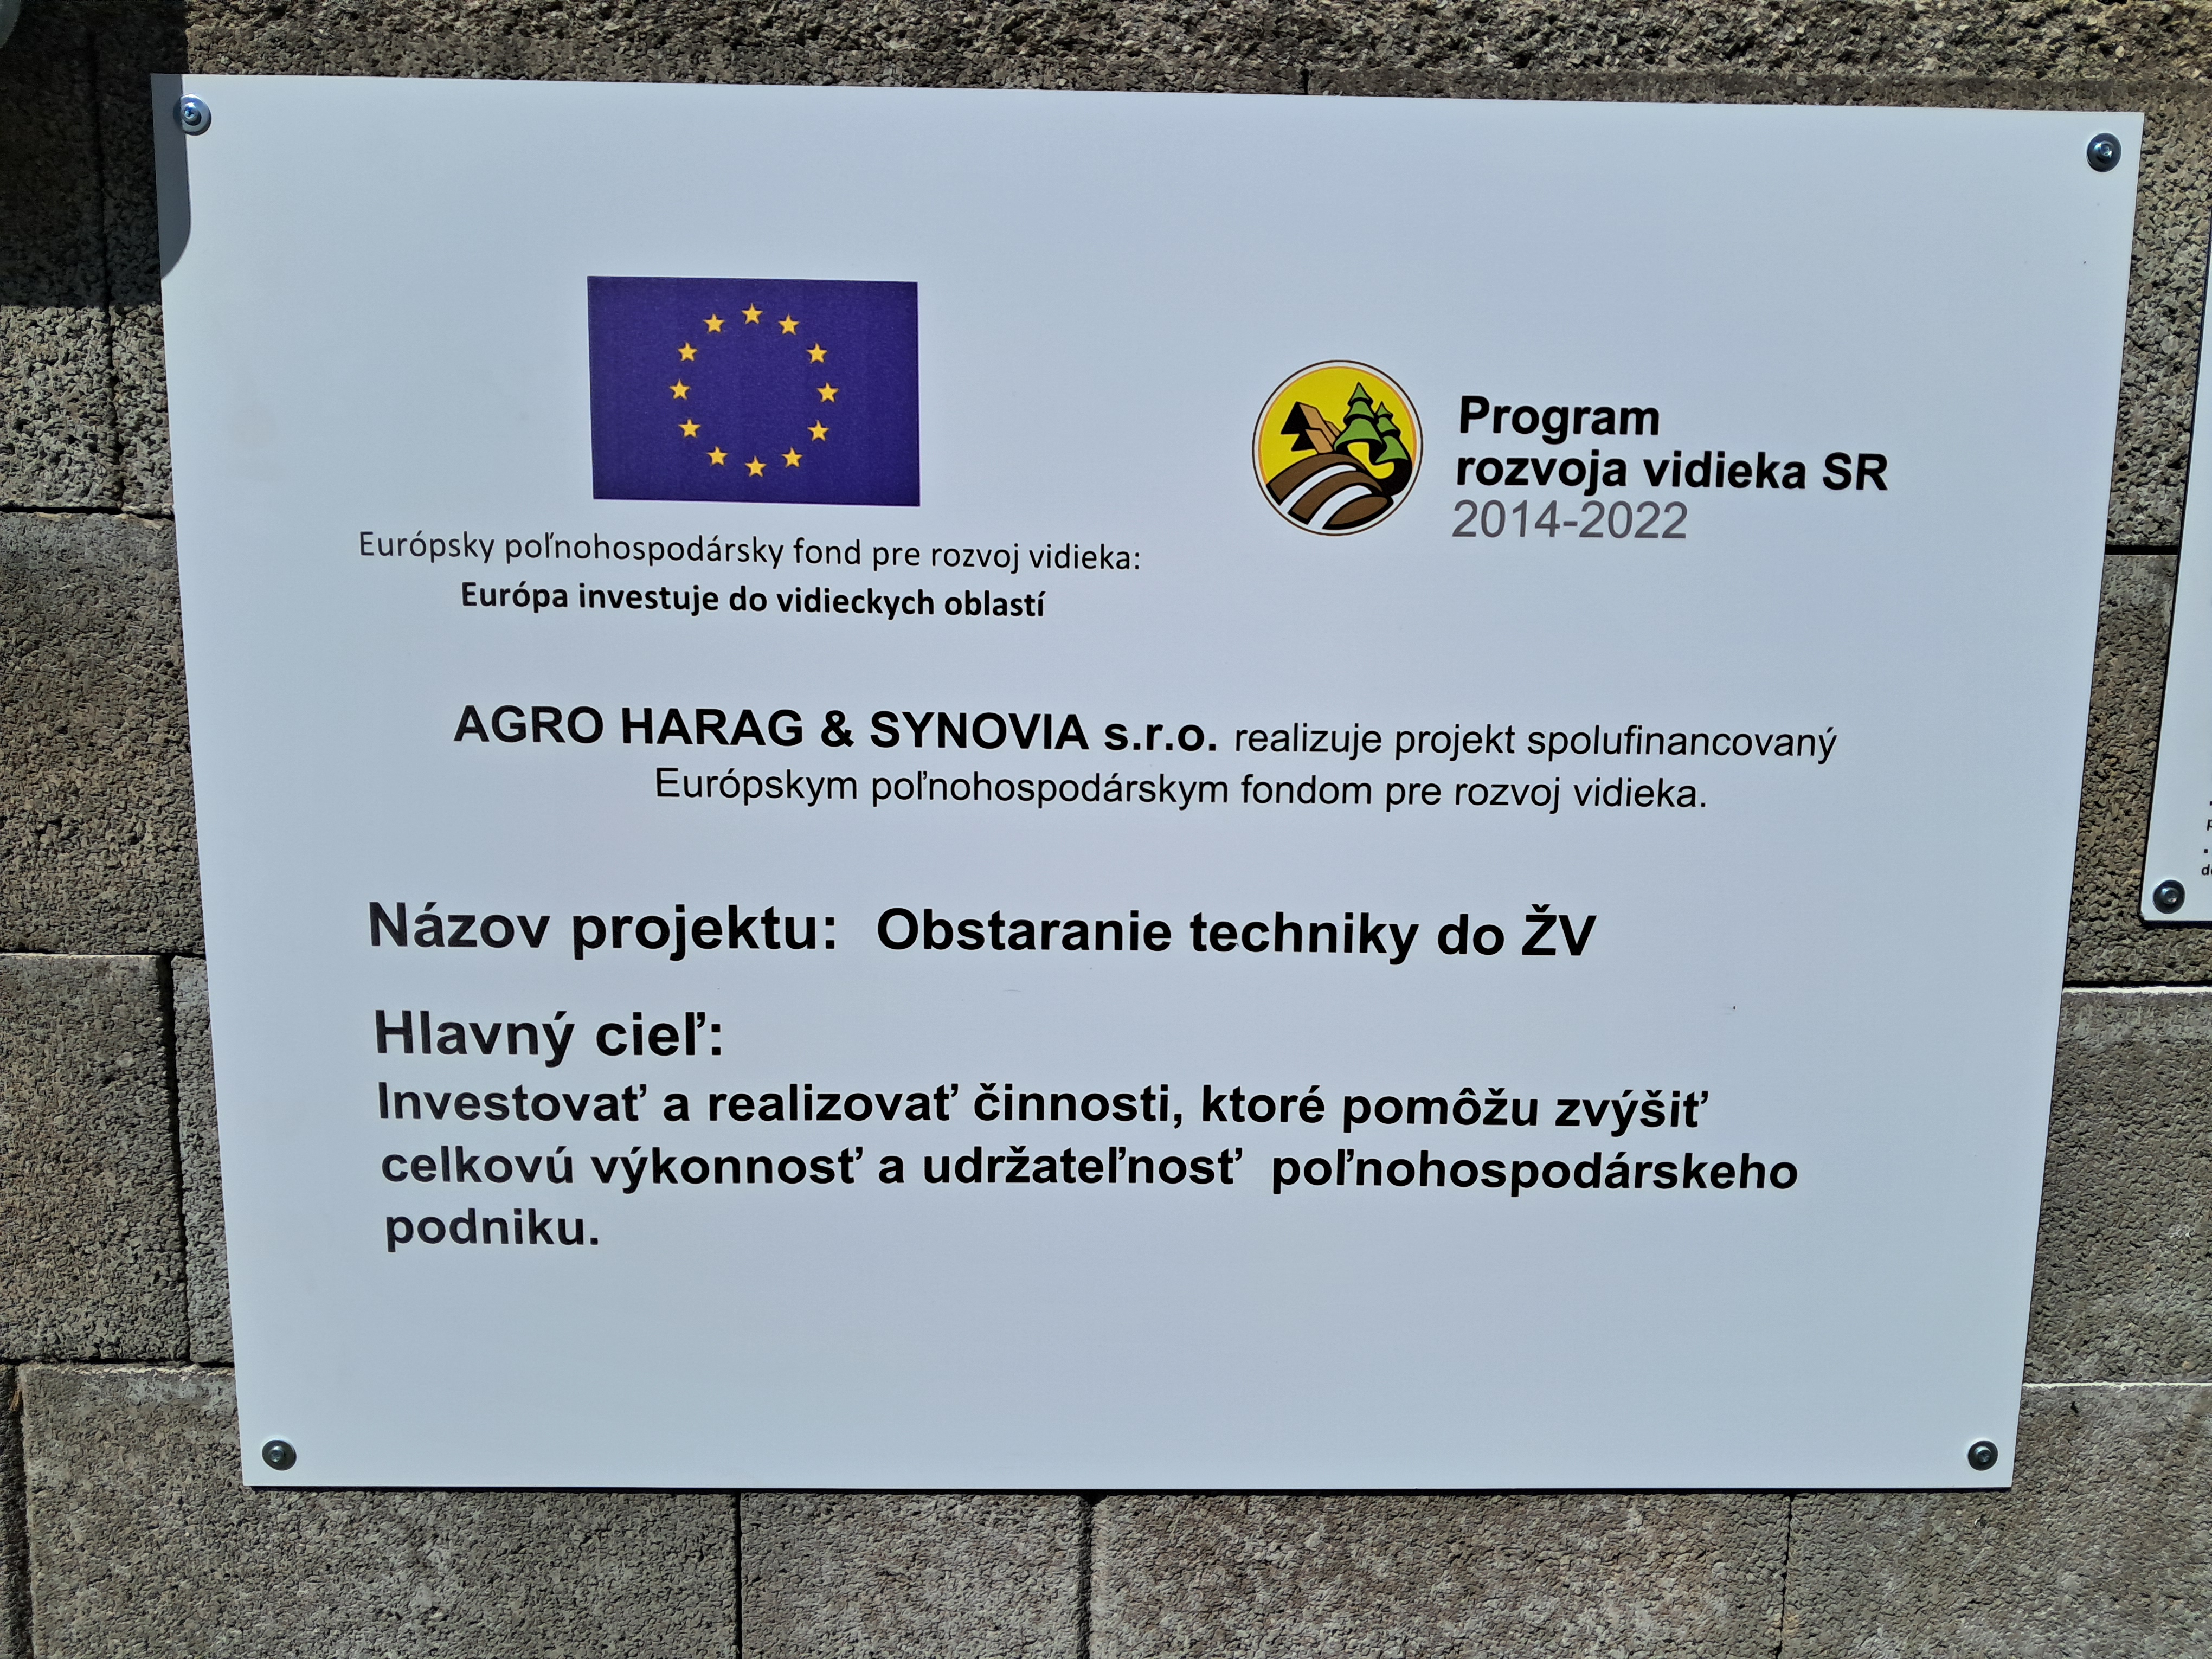 Európsky poľnohospodársky fond pre rozvoj vidieka:
Európa investuje do vidieckych oblastí
Program
rozvoja vidieka SR
2014-2022
AGRO HARAG & SYNOVIA s.r.o. realizuje projekt spolufinancovaný
Európskym poľnohospodárskym fondom pre rozvoj vidieka.
Názov projektu: Obstaranie techniky do ŽV
Hlavný cieľ:
Investovať a realizovať činnosti, ktoré pomôžu zvýšiť
celkovú výkonnosť a udržateľnosť poľnohospodárskeho
podniku.